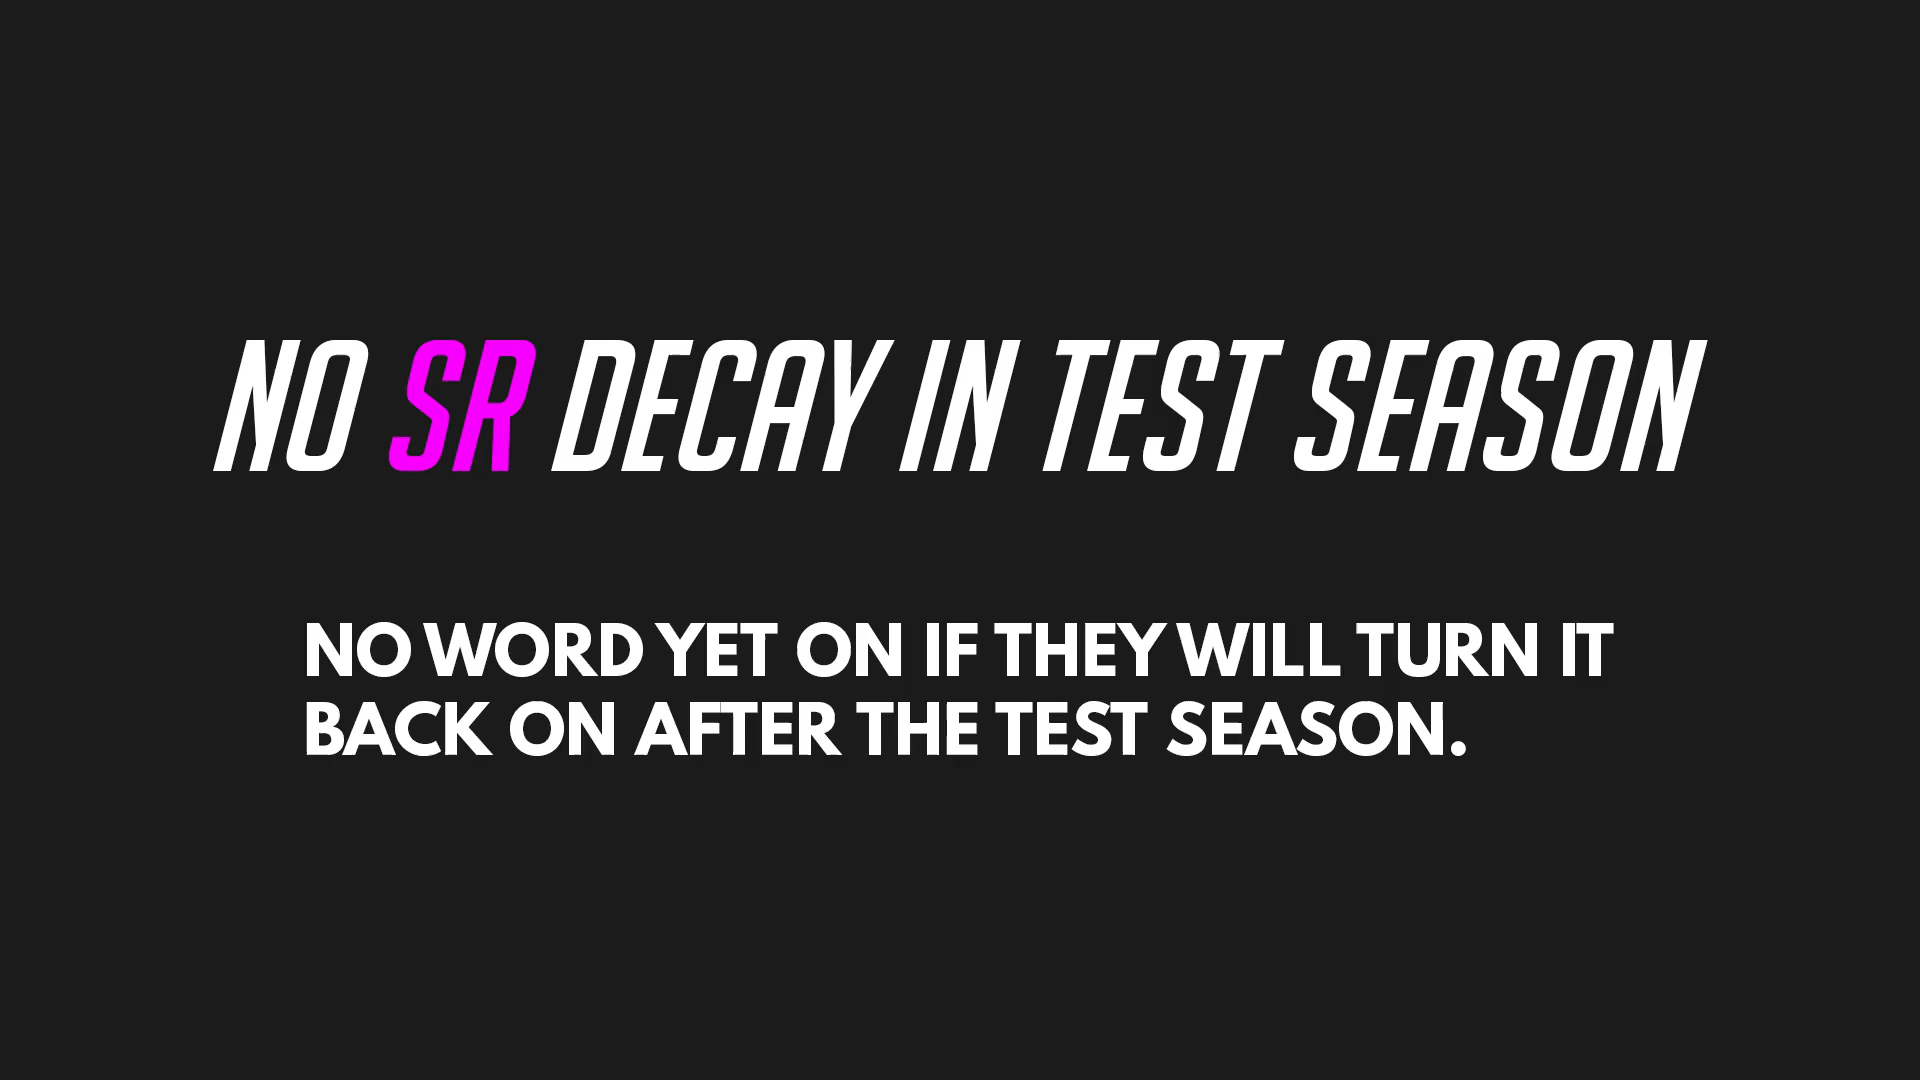 NO SR DECAY IN TEST SEASON
NO WORD YET ON IF THEY WILL TURN IT
BACK ON AFTER THE TEST SEASON.